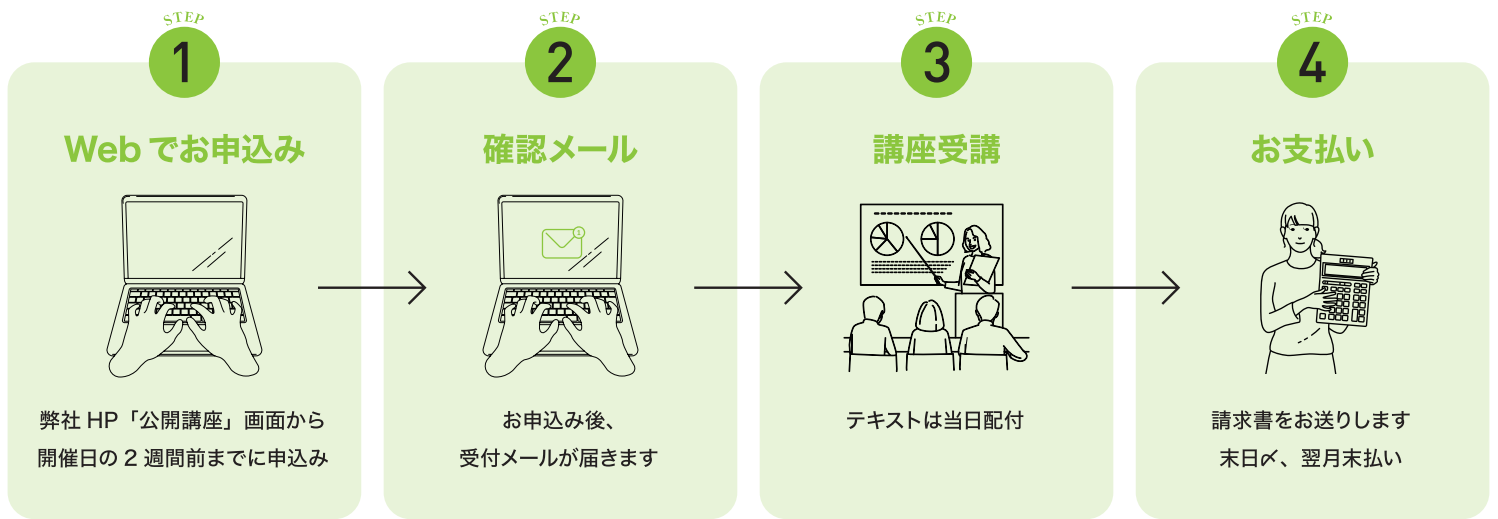 STEP
1
Webでお申込み
弊社HP「公開講座」画面から
開催日の2週間前までに申込み
STEP
2
確認メール
1
お申込み後、
受付メールが届きます
STEP
3
講座受講
テキストは当日配付
STEP
4
お支払い
請求書をお送りします
末日〆、翌月末払い